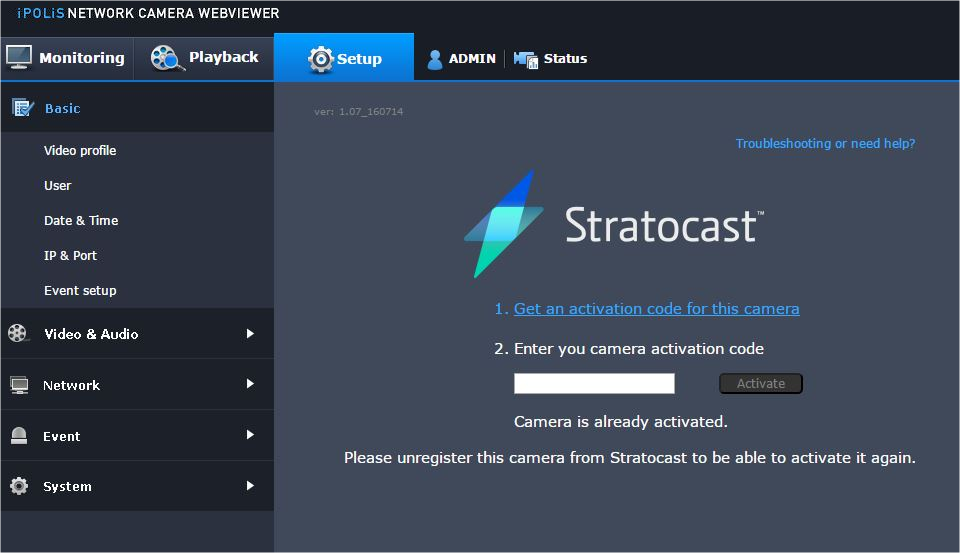 iPOLiS NETWORK CAMERA WEBVIEWER
Monitoring
Playback
Setup
ADMIN
Status
Basic
Video profile
User
Date & Time
IP & Port
Event setup
Video & Audio
Network
Event
System
ver: 1.07_160714
Troubleshooting or need help?
Stratocast™
1. Get an activation code for this camera
2. Enter you camera activation code
Activate
Camera is already activated.
Please unregister this camera from Stratocast to be able to activate it again.